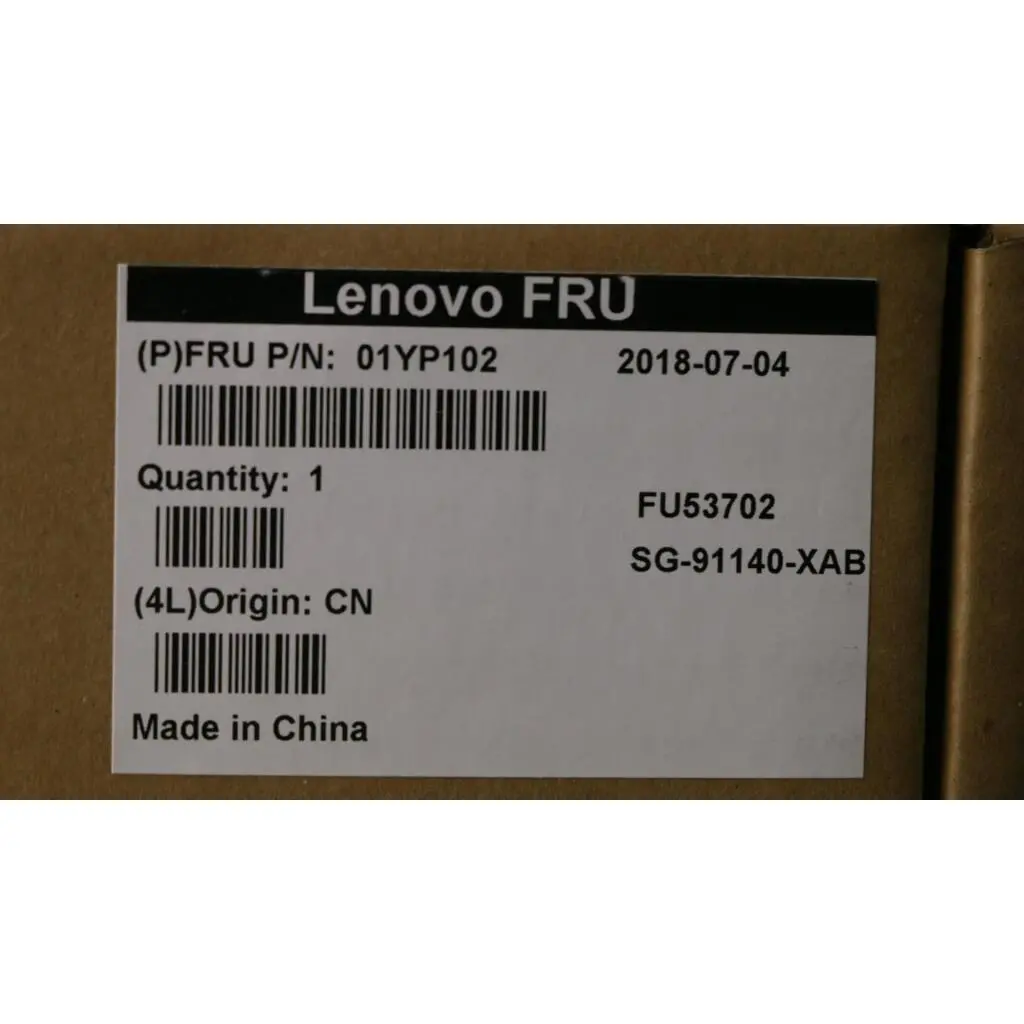 Lenovo FRU
(P)FRU P/N: 01YP102 2018-07-04
Quantity: 1
FU53702
SG-91140-XAB
(4L)Origin: CN
Made in China